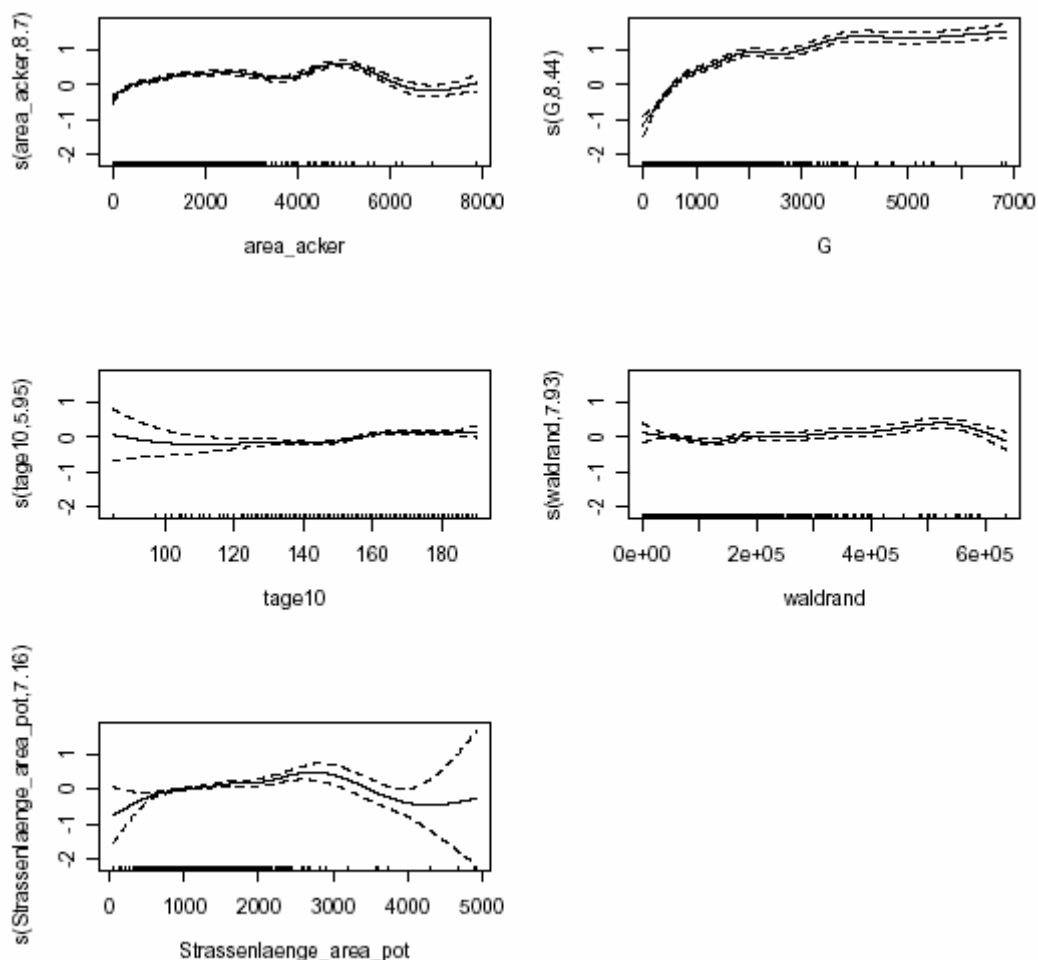 s(area_acker,8.7)
1
0
-1
-2
0 2000 4000 6000 8000
area_acker
s(G,8.44)
1
0
-1
-2
0 1000 3000 5000 7000
G
s(tage10,5.95)
1
0
-1
-2
100 120 140 160 180
tage10
s(waldrand,7.93)
1
0
-1
-2
0e+00 2e+05 4e+05 6e+05
waldrand
s(Strassenlaenge_area_pot,7.16)
1
0
-1
-2
0 1000 2000 3000 4000 5000
Strassenlaenge_area_pot